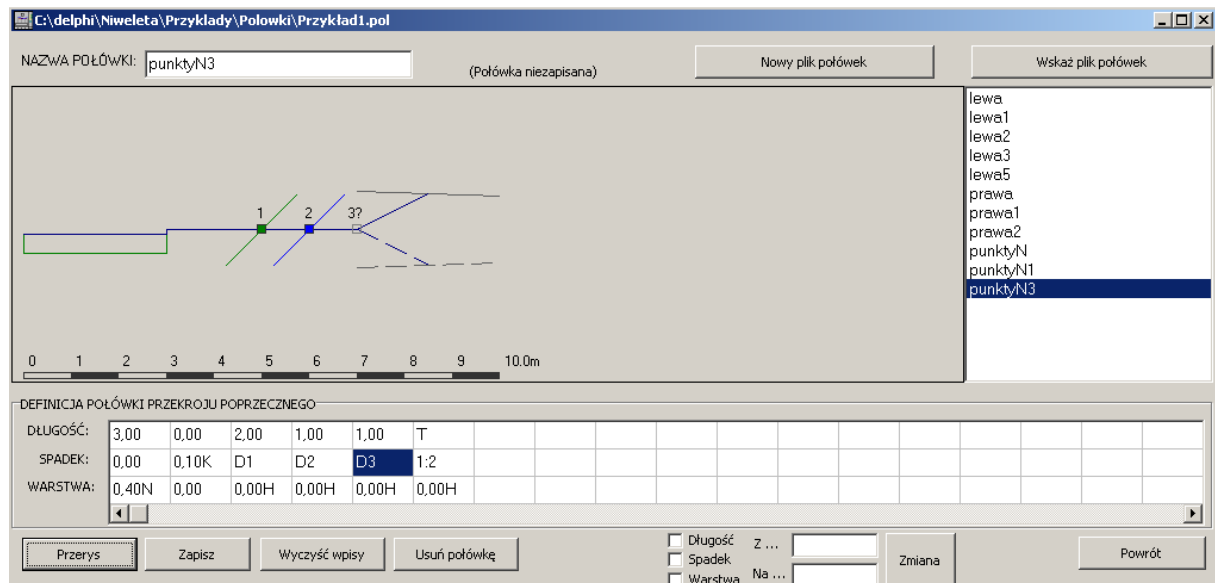 C:\delphi\Niweleta\Przyklady\Polowki\Przykład1.pol
NAZWA POŁÓWKI: punktyN3 (Połówka niezapisana) Nowy plik połówek Wskaż plik połówek
lewa
lewa1
lewa2
lewa3
lewa5
prawa
prawa1
prawa2
punktyN
punktyN1
punktyN3
1 2 3?
0 1 2 3 4 5 6 7 8 9 10.0m
DEFINICJA POŁÓWKI PRZEKROJU POPRZECZNEGO
DŁUGOŚĆ: 3,00 0,00 2,00 1,00 1,00 T
SPADEK: 0,00 0,10K D1 D2 D3 1:2
WARSTWA: 0,40N 0,00 0,00H 0,00H 0,00H 0,00H
Przerys Zapisz Wyczyść wpisy Usuń połówkę Długość Z ... Zmiana Powrót
Spadek
Warstwa Na ...